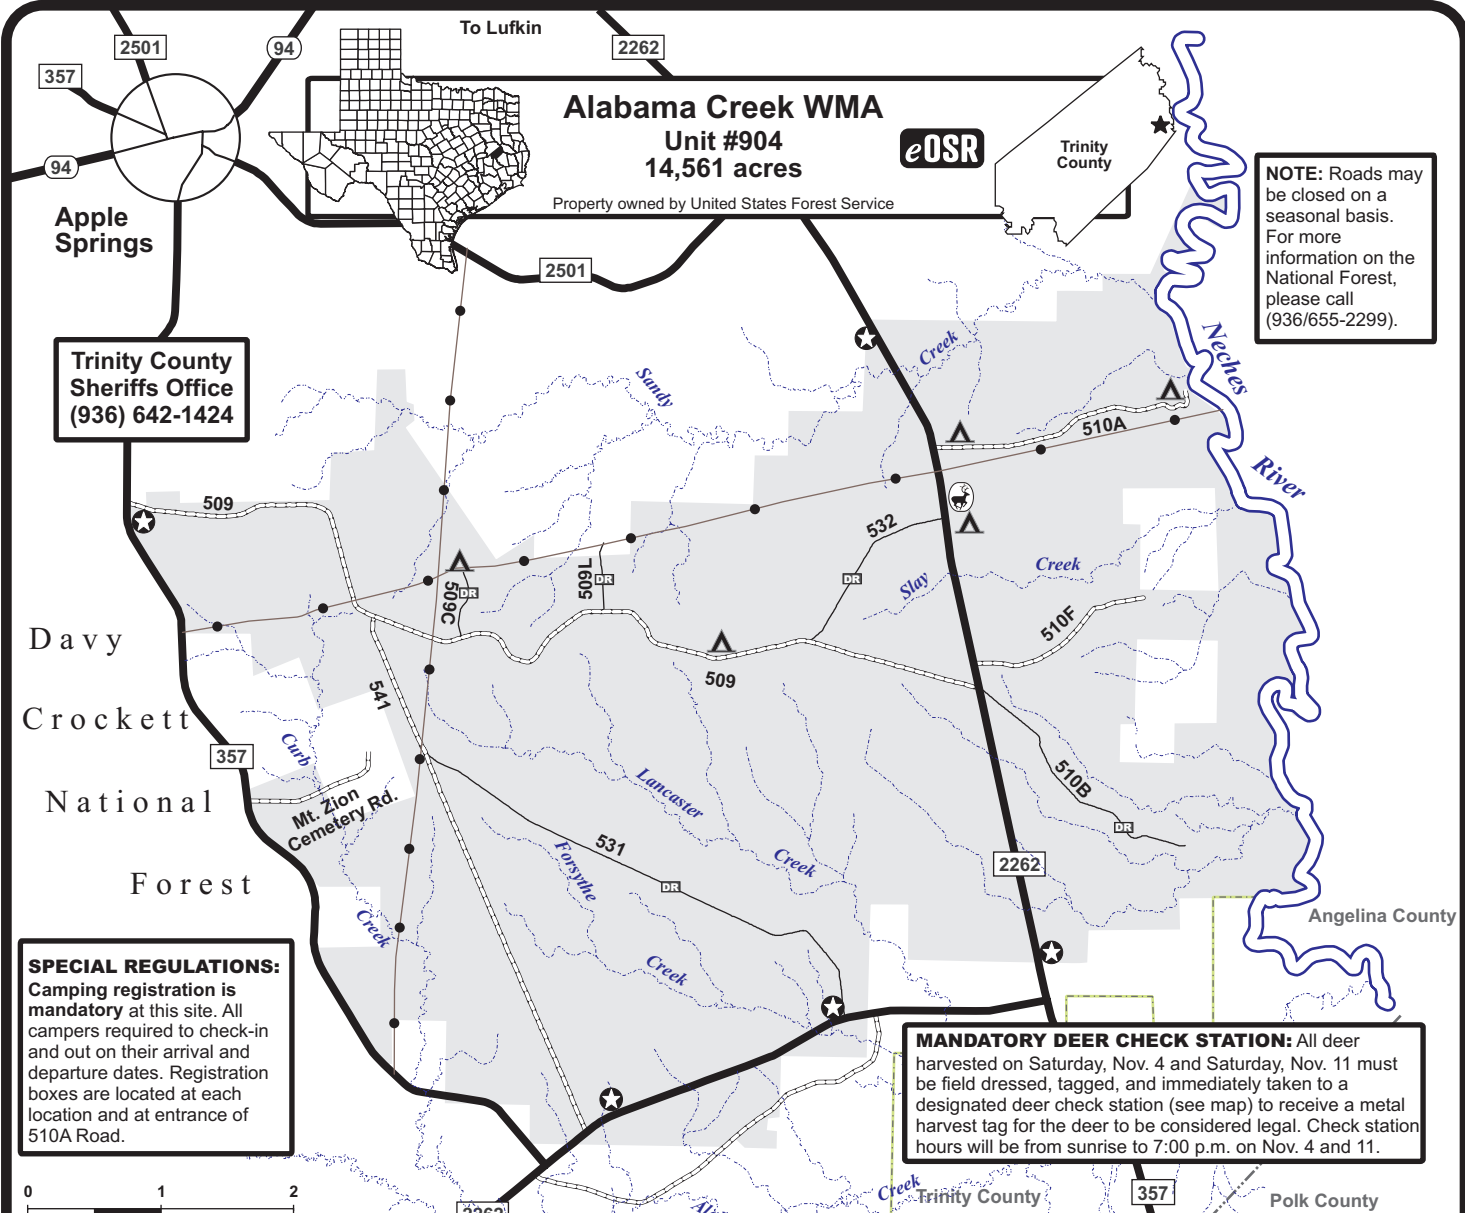 To Lufkin
2501
94
2262
357
94
Apple
Springs
Alabama Creek WMA
Unit #904
14,561 acres
Property owned by United States Forest Service
eOSR
Trinity
County
NOTE: Roads may
be closed on a
seasonal basis.
For more
information on the
National Forest,
please call
(936/655-2299).
2501
Trinity County
Sheriffs Office
(936) 642-1424
Neches
River
Sandy
Creek
510A
509
532
DR
509L
DR
509C
DR
Slay
Creek
510F
509
541
Davy
Crockett
National
Forest
357
Curb
Creek
Mt. Zion
Cemetery Rd.
Lancaster
Creek
510B
DR
531
DR
Forsythe
Creek
2262
Angelina County
SPECIAL REGULATIONS:
Camping registration is
mandatory at this site. All
campers required to check-in
and out on their arrival and
departure dates. Registration
boxes are located at each
location and at entrance of
510A Road.
MANDATORY DEER CHECK STATION: All deer
harvested on Saturday, Nov. 4 and Saturday, Nov. 11 must
be field dressed, tagged, and immediately taken to a
designated deer check station (see map) to receive a metal
harvest tag for the deer to be considered legal. Check station
hours will be from sunrise to 7:00 p.m. on Nov. 4 and 11.
0 1 2
2262
Creek
Trinity County
357
Polk County